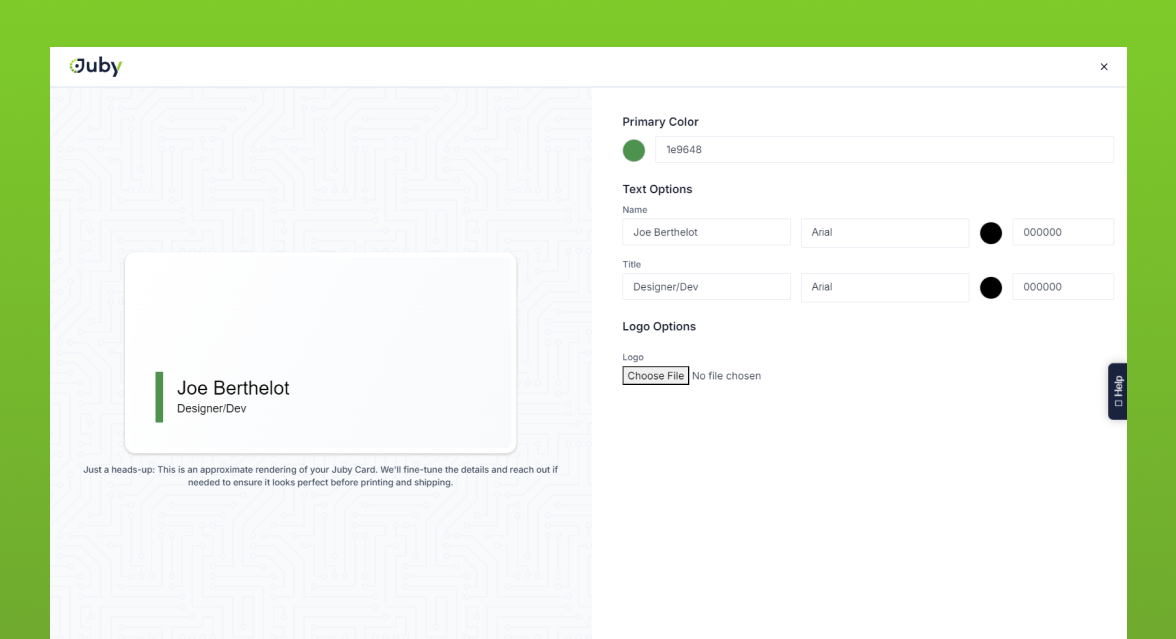 Juby
×
Primary Color
1e9648
Text Options
Name
Joe Berthelot
Arial
000000
Title
Designer/Dev
Arial
000000
Logo Options
Logo
Choose File No file chosen
Help
Joe Berthelot
Designer/Dev
Just a heads-up: This is an approximate rendering of your Juby Card. We'll fine-tune the details and reach out if
needed to ensure it looks perfect before printing and shipping.